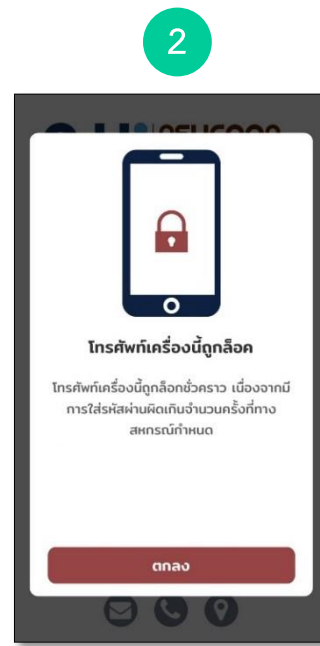 2
โทรศัพท์เครื่องนี้ถูกล็อค
โทรศัพท์เครื่องนี้ถูกล็อกชั่วคราว เนื่องจากมี
การใส่รหัสผ่านผิดเกินจำนวนครั้งที่ทาง
สหกรณ์กำหนด
ตกลง